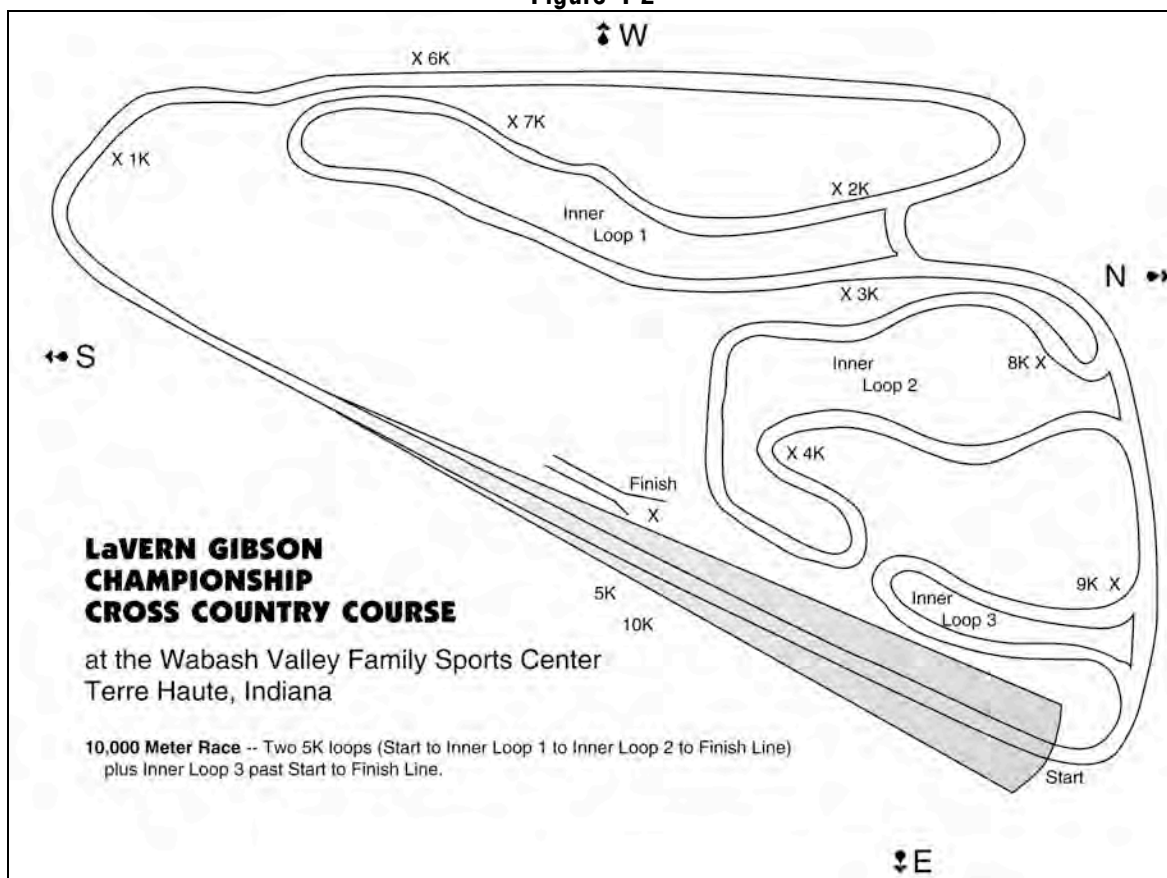 Figure 1-2
W
X 6K
X 7K
X 1K
X 2K
Inner
Loop 1
N
X 3K
S
Inner
Loop 2
8K X
X 4K
Finish
X
LaVERN GIBSON
CHAMPIONSHIP
CROSS COUNTRY COURSE
5K
10K
9K X
Inner
Loop 3
at the Wabash Valley Family Sports Center
Terre Haute, Indiana
10,000 Meter Race -- Two 5K loops (Start to Inner Loop 1 to Inner Loop 2 to Finish Line)
plus Inner Loop 3 past Start to Finish Line.
Start
E